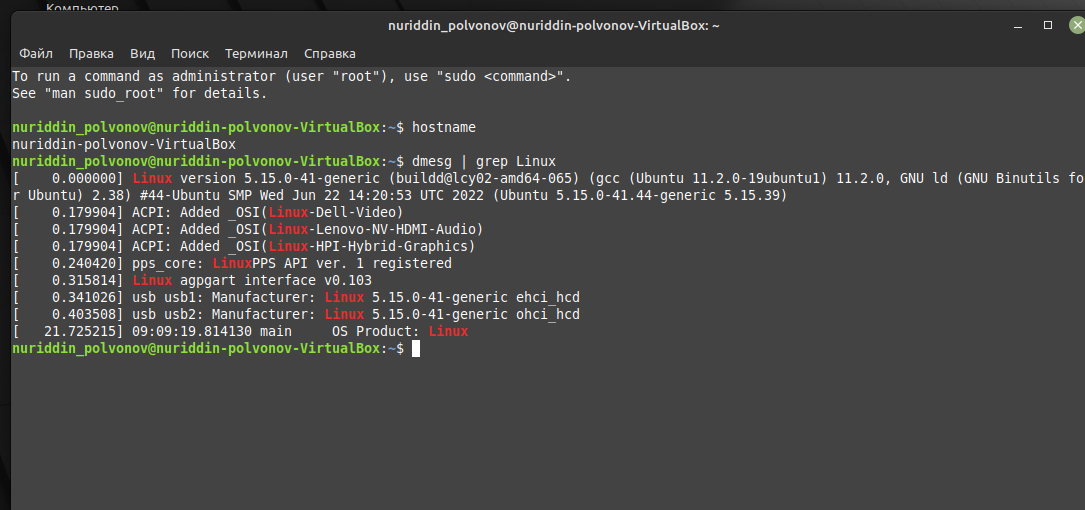 Компьютер
nuriddin_polvonov@nuriddin-polvonov-VirtualBox: ~
Файл Правка Вид Поиск Терминал Справка
To run a command as administrator (user "root"), use "sudo <command>".
See "man sudo_root" for details.
nuriddin_polvonov@nuriddin-polvonov-VirtualBox:~$ hostname
nuriddin-polvonov-VirtualBox
nuriddin_polvonov@nuriddin-polvonov-VirtualBox:~$ dmesg | grep Linux
[    0.000000] Linux version 5.15.0-41-generic (buildd@lcy02-amd64-065) (gcc (Ubuntu 11.2.0-19ubuntu1) 11.2.0, GNU ld (GNU Binutils fo
r Ubuntu) 2.38) #44-Ubuntu SMP Wed Jun 22 14:20:53 UTC 2022 (Ubuntu 5.15.0-41.44-generic 5.15.39)
[    0.179904] ACPI: Added _OSI(Linux-Dell-Video)
[    0.179904] ACPI: Added _OSI(Linux-Lenovo-NV-HDMI-Audio)
[    0.179904] ACPI: Added _OSI(Linux-HPI-Hybrid-Graphics)
[    0.240420] pps_core: LinuxPPS API ver. 1 registered
[    0.315814] Linux agpgart interface v0.103
[    0.341026] usb usb1: Manufacturer: Linux 5.15.0-41-generic ehci_hcd
[    0.403508] usb usb2: Manufacturer: Linux 5.15.0-41-generic ohci_hcd
[   21.725215] 09:09:19.814130 main     OS Product: Linux
nuriddin_polvonov@nuriddin-polvonov-VirtualBox:~$